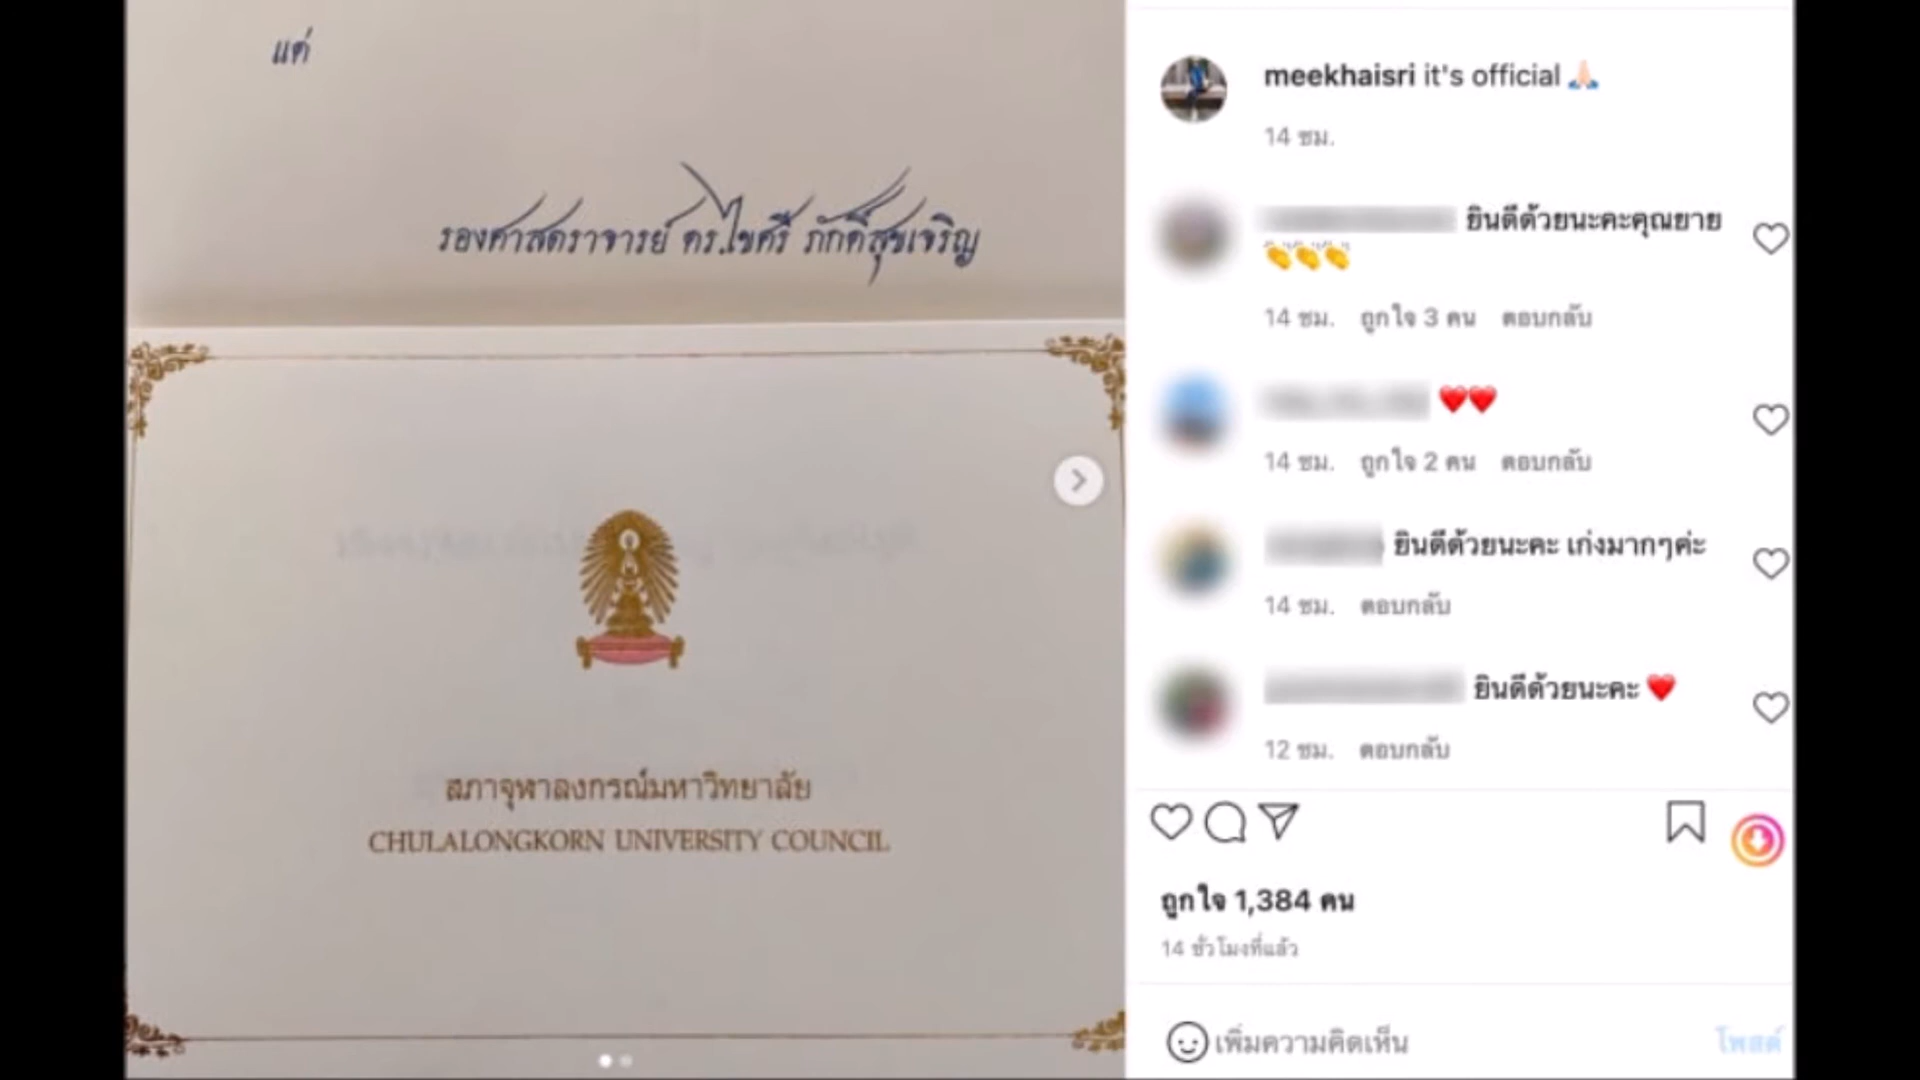 แด่
รองศาสตราจารย์ ดร.ไขศรี ภักดิ์สุขเจริญ
สภาจุฬาลงกรณ์มหาวิทยาลัย
CHULALONGKORN UNIVERSITY COUNCIL
meekhaisri it's official 🙏🏻
14 ชม.
ยินดีด้วยนะคะคุณยาย
👏👏👏
14 ชม. ถูกใจ 3 คน ตอบกลับ
❤️❤️
14 ชม. ถูกใจ 2 คน ตอบกลับ
ยินดีด้วยนะคะ เก่งมากๆค่ะ
14 ชม. ตอบกลับ
ยินดีด้วยนะคะ ❤️
12 ชม. ตอบกลับ
ถูกใจ 1,384 คน
14 ชั่วโมงที่แล้ว
เพิ่มความคิดเห็น
โพสต์